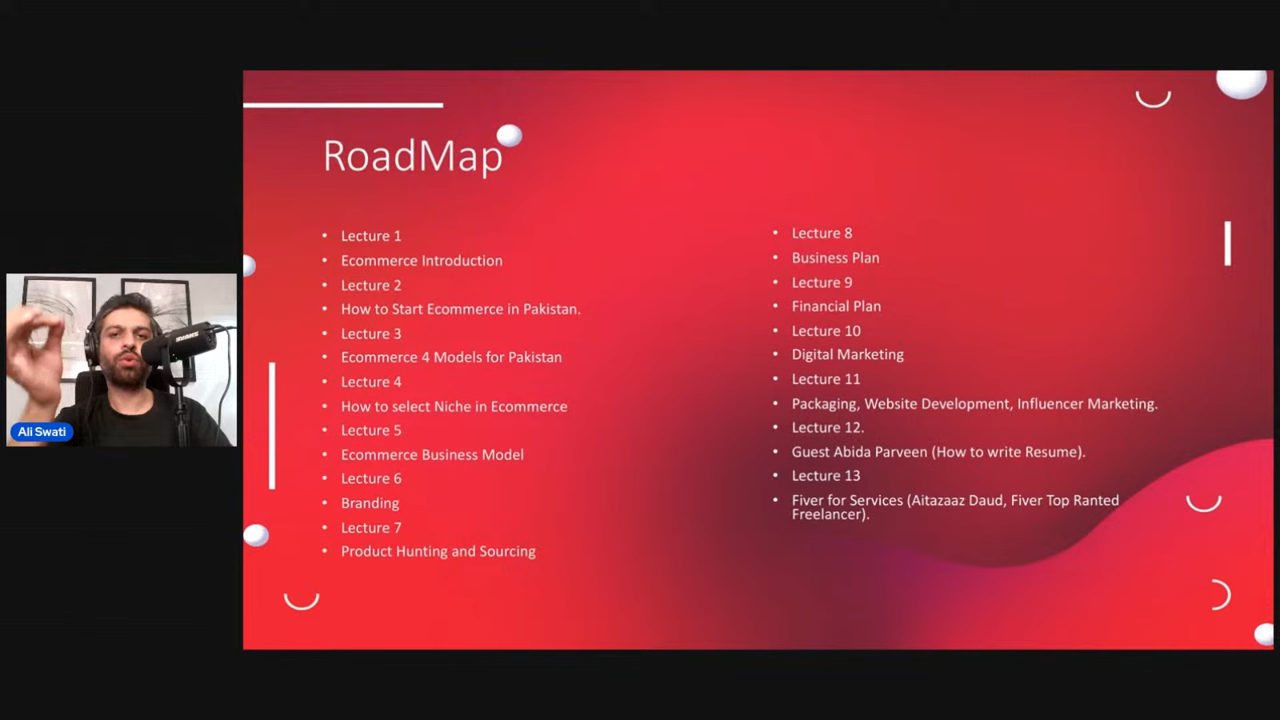 RoadMap
Lecture 1
Ecommerce Introduction
Lecture 2
How to Start Ecommerce in Pakistan.
Lecture 3
Ecommerce 4 Models for Pakistan
Lecture 4
How to select Niche in Ecommerce
Lecture 5
Ecommerce Business Model
Lecture 6
Branding
Lecture 7
Product Hunting and Sourcing
Lecture 8
Business Plan
Lecture 9
Financial Plan
Lecture 10
Digital Marketing
Lecture 11
Packaging, Website Development, Influencer Marketing.
Lecture 12.
Guest Abida Parveen (How to write Resume).
Lecture 13
Fiver for Services (Aitazaaz Daud, Fiver Top Ranted
Freelancer).
Ali Swati